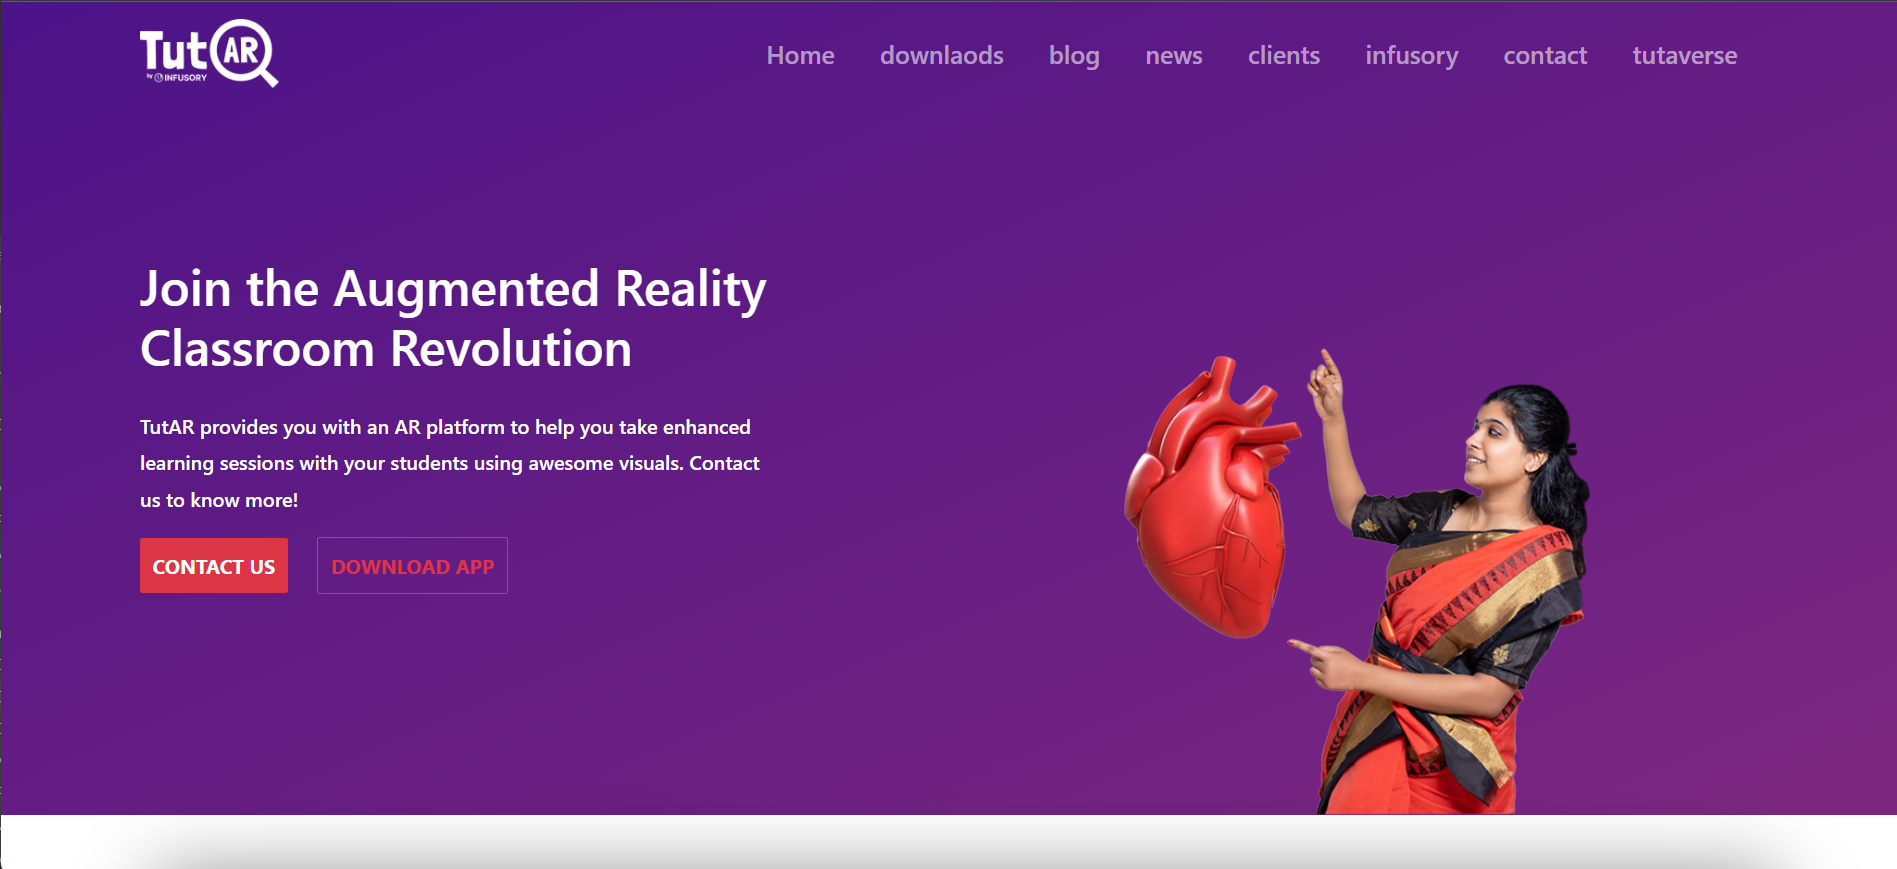 TutAR
by INFUSORY
Home downlaods blog news clients infusory contact tutaverse
Join the Augmented Reality
Classroom Revolution
TutAR provides you with an AR platform to help you take enhanced
learning sessions with your students using awesome visuals. Contact
us to know more!
CONTACT US DOWNLOAD APP